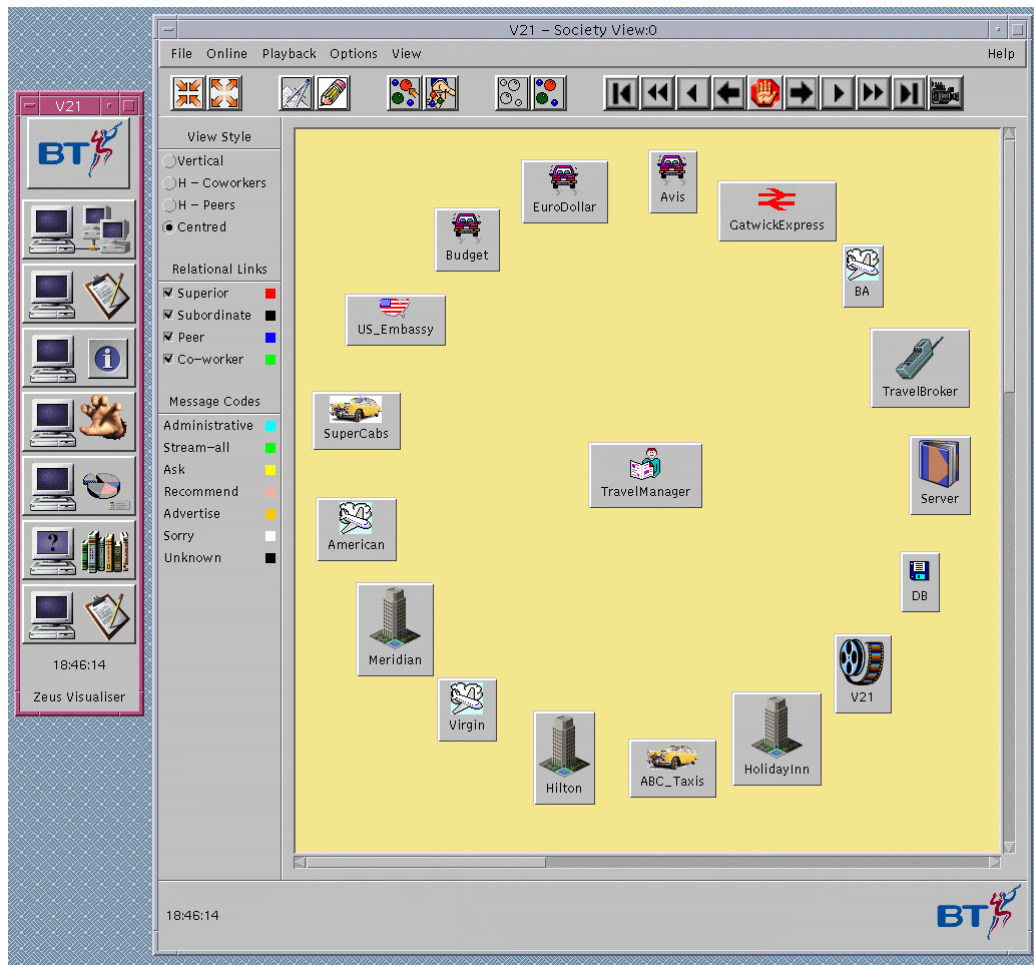 V21 – Society View:0
File Online Playback Options View Help
V21
BT
18:46:14
Zeus Visualiser
View Style
Vertical
H – Coworkers
H – Peers
Centred
Relational Links
Superior
Subordinate
Peer
Co–worker
Message Codes
Administrative
Stream–all
Ask
Recommend
Advertise
Sorry
Unknown
EuroDollar
Avis
GatwickExpress
Budget
BA
US_Embassy
TravelBroker
SuperCabs
TravelManager
Server
American
DB
Meridian
V21
Virgin
Hilton
ABC_Taxis
HolidayInn
18:46:14
BT